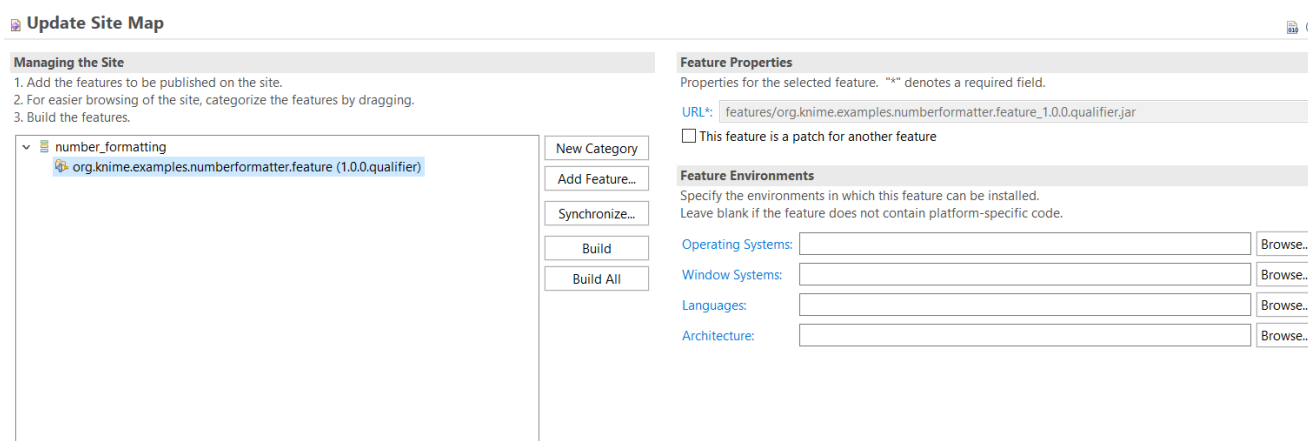 Update Site Map
Managing the Site
1. Add the features to be published on the site.
2. For easier browsing of the site, categorize the features by dragging.
3. Build the features.
number_formatting
org.knime.examples.numberformatter.feature (1.0.0.qualifier)
New Category
Add Feature...
Synchronize...
Build
Build All
Feature Properties
Properties for the selected feature. "*" denotes a required field.
URL*: features/org.knime.examples.numberformatter.feature_1.0.0.qualifier.jar
This feature is a patch for another feature
Feature Environments
Specify the environments in which this feature can be installed.
Leave blank if the feature does not contain platform-specific code.
Operating Systems: Browse..
Window Systems: Browse..
Languages: Browse..
Architecture: Browse..